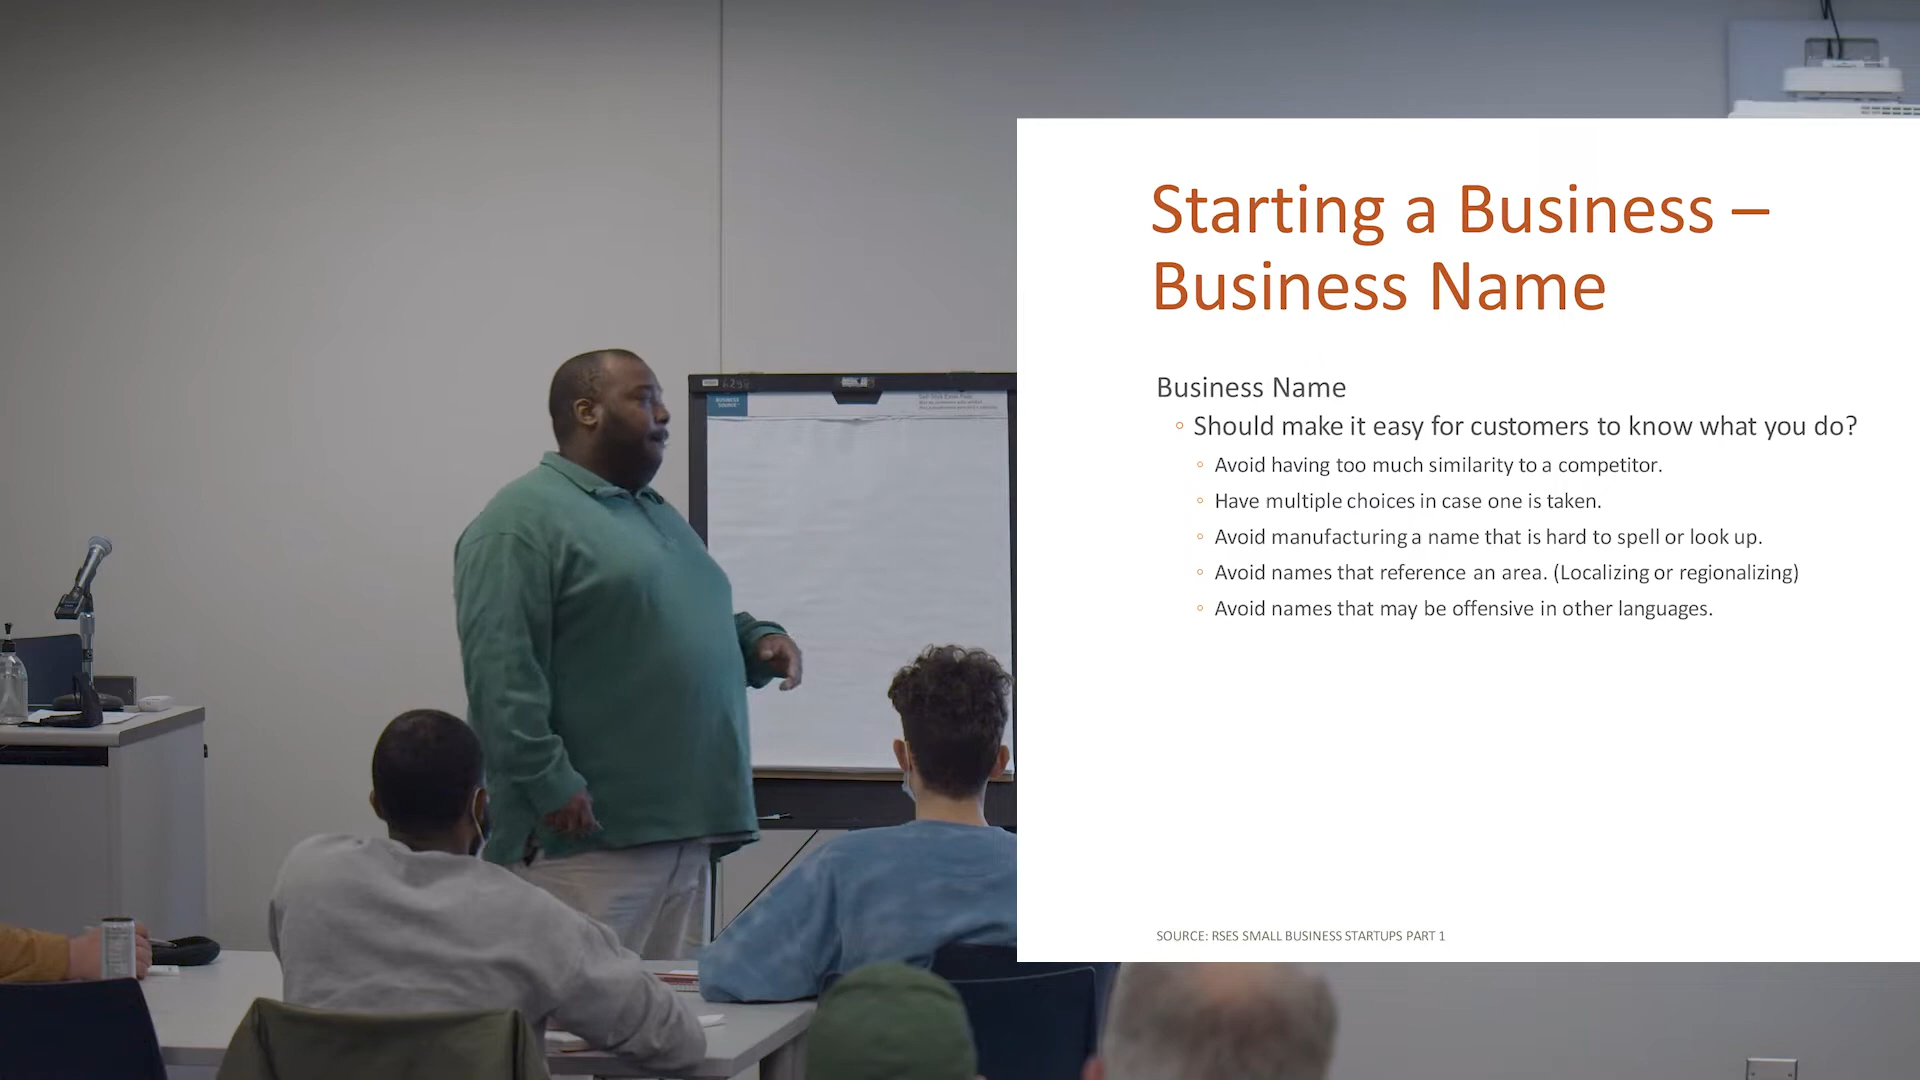 Starting a Business –
Business Name
Business Name
◦ Should make it easy for customers to know what you do?
◦ Avoid having too much similarity to a competitor.
◦ Have multiple choices in case one is taken.
◦ Avoid manufacturing a name that is hard to spell or look up.
◦ Avoid names that reference an area. (Localizing or regionalizing)
◦ Avoid names that may be offensive in other languages.
SOURCE: RSES SMALL BUSINESS STARTUPS PART 1
BUSINESS
SOURCE